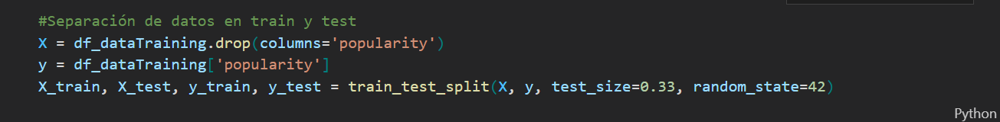 #Separación de datos en train y test
X = df_dataTraining.drop(columns='popularity')
y = df_dataTraining['popularity']
X_train, X_test, y_train, y_test = train_test_split(X, y, test_size=0.33, random_state=42)
Python